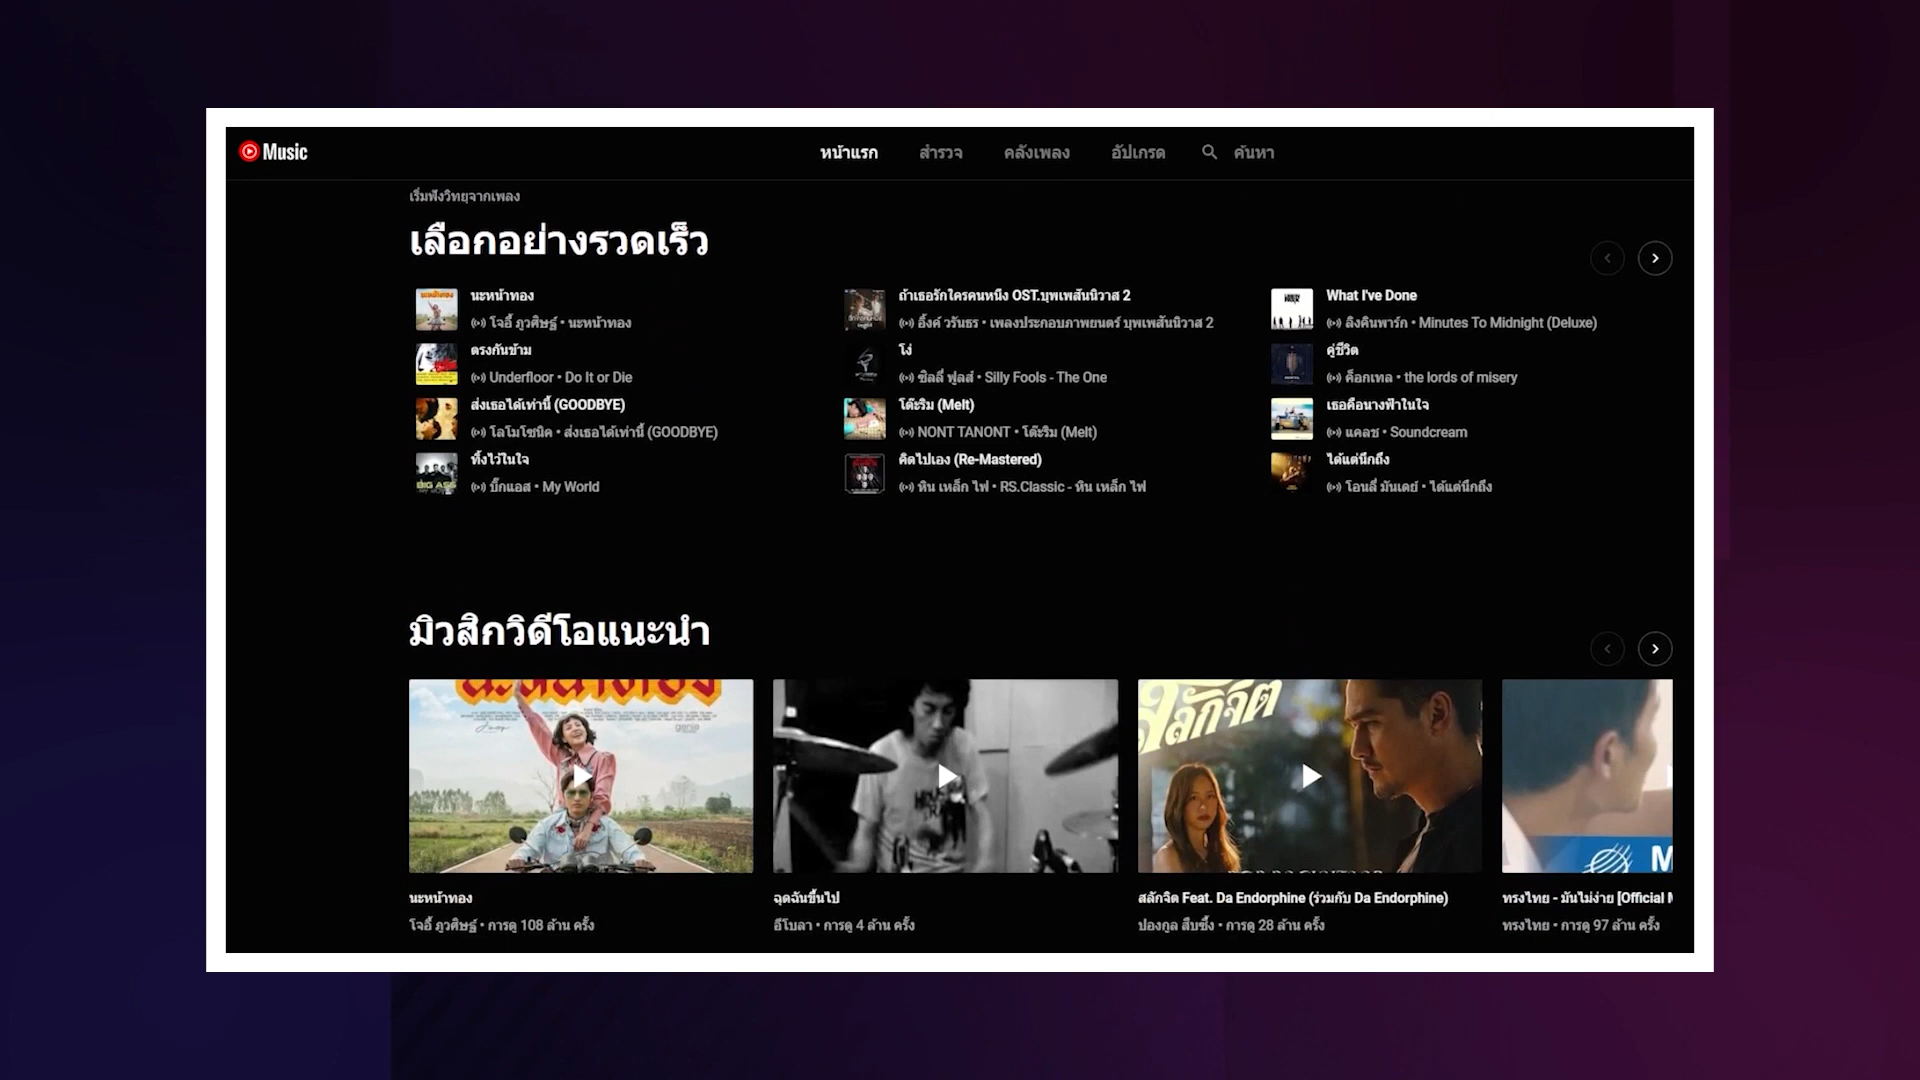 Music
หน้าแรก
สำรวจ
คลังเพลง
อัปเกรด
ค้นหา
เริ่มฟังวิทยุจากเพลง
เลือกอย่างรวดเร็ว
นะหน้าทอง
โจอี้ ภูวศิษฐ์ • นะหน้าทอง
ตรงกันข้าม
Underfloor • Do It or Die
ส่งเธอได้เท่านี้ (GOODBYE)
โลโมโซนิค • ส่งเธอได้เท่านี้ (GOODBYE)
ทิ้งไว้ในใจ
บิ๊กแอส • My World
ถ้าเธอรักใครคนหนึ่ง OST.บุพเพสันนิวาส 2
อิ้งค์ วรันธร • เพลงประกอบภาพยนตร์ บุพเพสันนิวาส 2
โง่
ซิลลี่ ฟูลส์ • Silly Fools - The One
โต๊ะริม (Melt)
NONT TANONT • โต๊ะริม (Melt)
คิดไปเอง (Re-Mastered)
หิน เหล็ก ไฟ • RS.Classic - หิน เหล็ก ไฟ
What I've Done
ลิงคินพาร์ก • Minutes To Midnight (Deluxe)
คู่ชีวิต
ค็อกเทล • the lords of misery
เธอคือนางฟ้าในใจ
แคลช • Soundcream
ได้แต่นึกถึง
โอนลี่ มันเดย์ • ได้แต่นึกถึง
มิวสิกวิดีโอแนะนำ
นะหน้าทอง
genie
สลักจิต
นะหน้าทอง
โจอี้ ภูวศิษฐ์ • การดู 108 ล้าน ครั้ง
ฉุดฉันขึ้นไป
อีโบลา • การดู 4 ล้าน ครั้ง
สลักจิต Feat. Da Endorphine (ร่วมกับ Da Endorphine)
ปองกูล สืบซึ้ง • การดู 28 ล้าน ครั้ง
ทรงไทย - มันไม่ง่าย [Official M
ทรงไทย • การดู 97 ล้าน ครั้ง